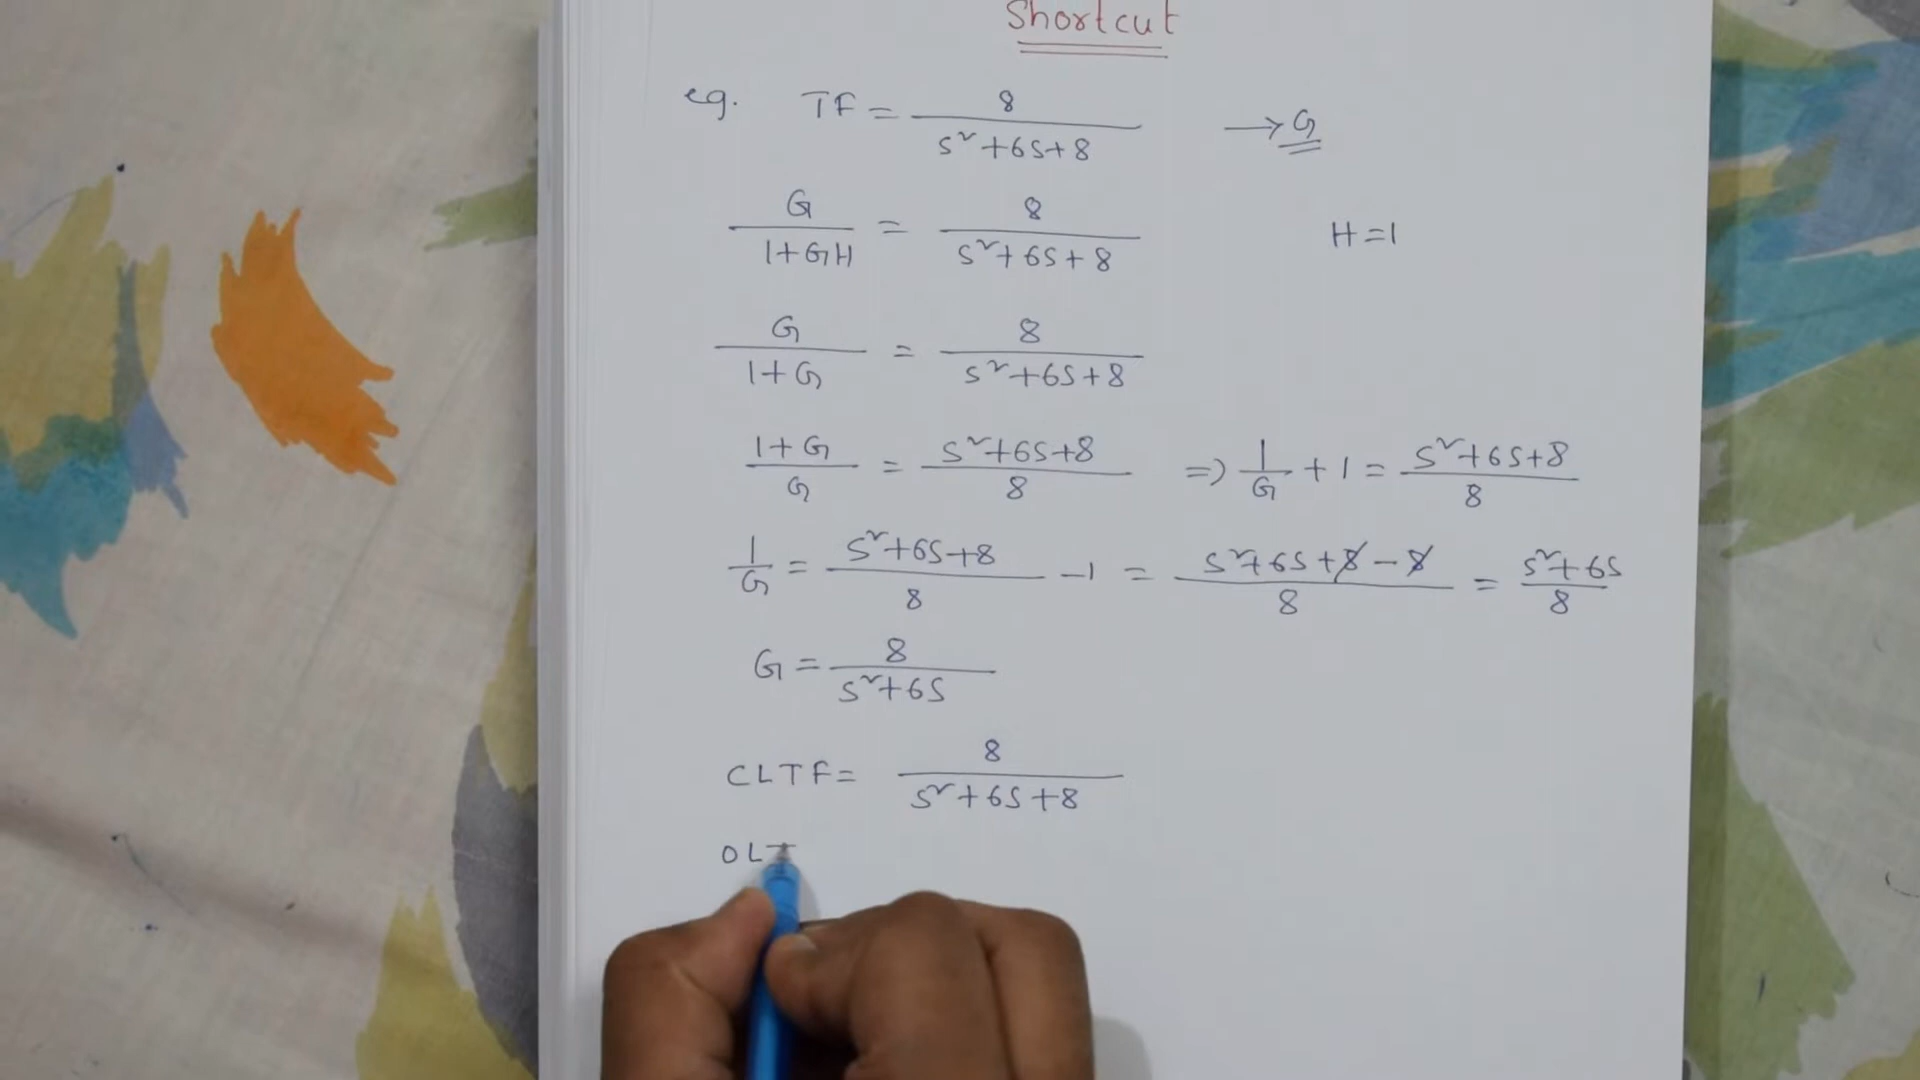 Shortcut
eg. TF = 8 / (s²+6s+8) → G
G / (1+GH) = 8 / (s²+6s+8) H = 1
G / (1+G) = 8 / (s²+6s+8)
(1+G) / G = (s²+6s+8) / 8 ⇒ 1/G + 1 = (s²+6s+8) / 8
1/G = (s²+6s+8) / 8 - 1 = (s²+6s+8-8) / 8 = (s²+6s) / 8
G = 8 / (s²+6s)
CLTF = 8 / (s²+6s+8)
OLT